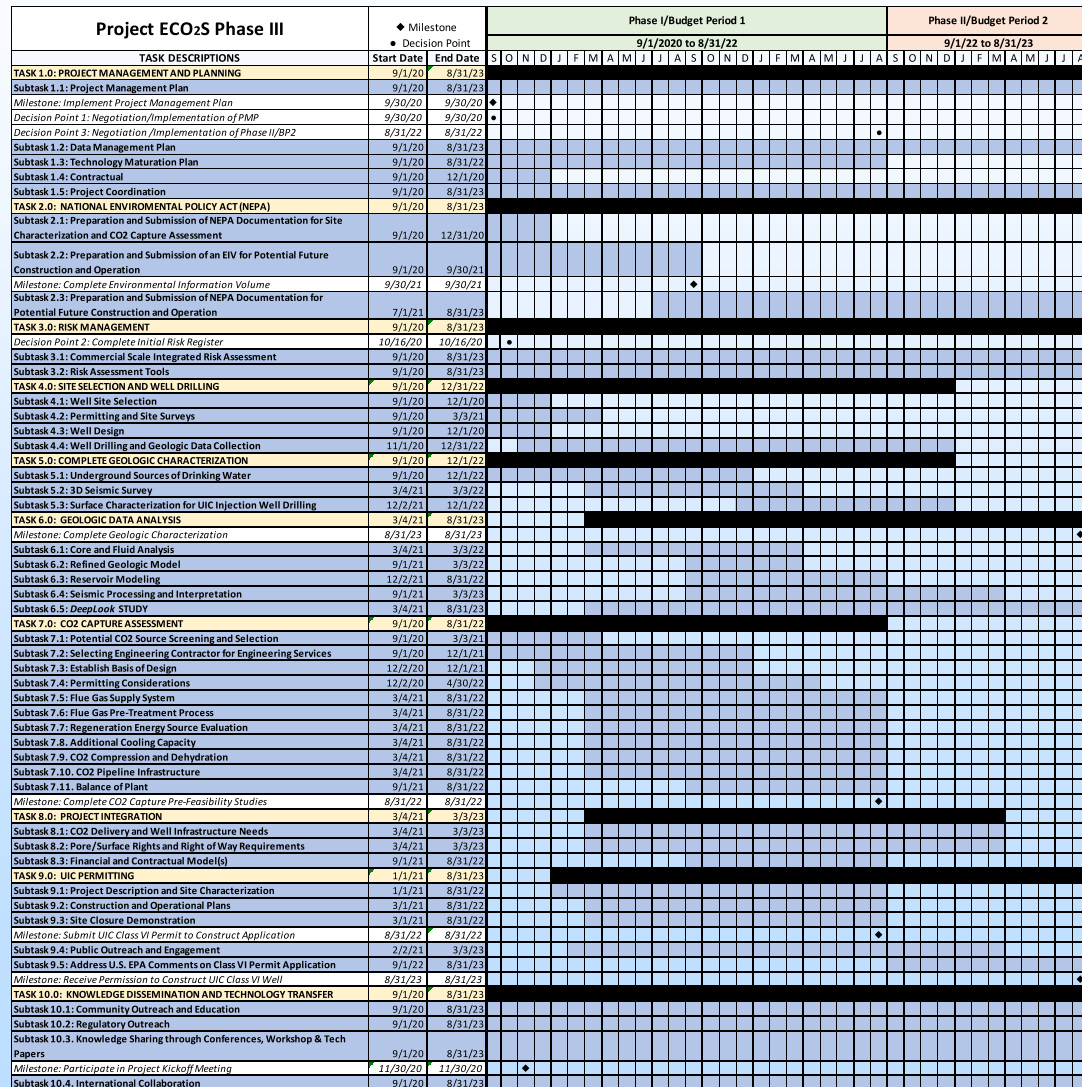 Project ECO2S Phase III
◆ Milestone
● Decision Point
Phase I/Budget Period 1
Phase II/Budget Period 2
9/1/2020 to 8/31/22
9/1/22 to 8/31/23
TASK DESCRIPTIONS Start Date End Date S O N D J F M A M J J A S O N D J F M A M J J A S O N D J F M A M J J A
TASK 1.0: PROJECT MANAGEMENT AND PLANNING 9/1/20 8/31/23
Subtask 1.1: Project Management Plan 9/1/20 8/31/23
Milestone: Implement Project Management Plan 9/30/20 9/30/20
Decision Point 1: Negotiation/Implementation of PMP 9/30/20 9/30/20
Decision Point 3: Negotiation /Implementation of Phase II/BP2 8/31/22 8/31/22
Subtask 1.2: Data Management Plan 9/1/20 8/31/23
Subtask 1.3: Technology Maturation Plan 9/1/20 8/31/22
Subtask 1.4: Contractual 9/1/20 12/1/20
Subtask 1.5: Project Coordination 9/1/20 8/31/23
TASK 2.0: NATIONAL ENVIROMENTAL POLICY ACT (NEPA) 9/1/20 8/31/23
Subtask 2.1: Preparation and Submission of NEPA Documentation for Site
Characterization and CO2 Capture Assessment 9/1/20 12/31/20
Subtask 2.2: Preparation and Submission of an EIV for Potential Future
Construction and Operation 9/1/20 9/30/21
Milestone: Complete Environmental Information Volume 9/30/21 9/30/21
Subtask 2.3: Preparation and Submission of NEPA Documentation for
Potential Future Construction and Operation 7/1/21 8/31/23
TASK 3.0: RISK MANAGEMENT 9/1/20 8/31/23
Decision Point 2: Complete Initial Risk Register 10/16/20 10/16/20
Subtask 3.1: Commercial Scale Integrated Risk Assessment 9/1/20 8/31/23
Subtask 3.2: Risk Assessment Tools 9/1/20 8/31/23
TASK 4.0: SITE SELECTION AND WELL DRILLING 9/1/20 12/31/22
Subtask 4.1: Well Site Selection 9/1/20 12/1/20
Subtask 4.2: Permitting and Site Surveys 9/1/20 3/3/21
Subtask 4.3: Well Design 9/1/20 12/1/20
Subtask 4.4: Well Drilling and Geologic Data Collection 11/1/20 12/31/22
TASK 5.0: COMPLETE GEOLOGIC CHARACTERIZATION 9/1/20 12/1/22
Subtask 5.1: Underground Sources of Drinking Water 9/1/20 12/1/22
Subtask 5.2: 3D Seismic Survey 3/4/21 3/3/22
Subtask 5.3: Surface Characterization for UIC Injection Well Drilling 12/2/21 12/1/22
TASK 6.0: GEOLOGIC DATA ANALYSIS 3/4/21 8/31/23
Milestone: Complete Geologic Characterization 8/31/23 8/31/23
Subtask 6.1: Core and Fluid Analysis 3/4/21 3/3/22
Subtask 6.2: Refined Geologic Model 9/1/21 3/3/22
Subtask 6.3: Reservoir Modeling 12/2/21 8/31/22
Subtask 6.4: Seismic Processing and Interpretation 9/1/21 3/3/23
Subtask 6.5: DeepLook STUDY 3/4/21 8/31/23
TASK 7.0: CO2 CAPTURE ASSESSMENT 9/1/20 8/31/22
Subtask 7.1: Potential CO2 Source Screening and Selection 9/1/20 3/3/21
Subtask 7.2: Selecting Engineering Contractor for Engineering Services 9/1/20 12/1/21
Subtask 7.3: Establish Basis of Design 12/2/20 12/1/21
Subtask 7.4: Permitting Considerations 12/2/20 4/30/22
Subtask 7.5: Flue Gas Supply System 3/4/21 8/31/22
Subtask 7.6: Flue Gas Pre-Treatment Process 3/4/21 8/31/22
Subtask 7.7: Regeneration Energy Source Evaluation 3/4/21 8/31/22
Subtask 7.8. Additional Cooling Capacity 3/4/21 8/31/22
Subtask 7.9. CO2 Compression and Dehydration 3/4/21 8/31/22
Subtask 7.10. CO2 Pipeline Infrastructure 3/4/21 8/31/22
Subtask 7.11. Balance of Plant 9/1/21 8/31/22
Milestone: Complete CO2 Capture Pre-Feasibility Studies 8/31/22 8/31/22
TASK 8.0: PROJECT INTEGRATION 3/4/21 3/3/23
Subtask 8.1: CO2 Delivery and Well Infrastructure Needs 3/4/21 3/3/23
Subtask 8.2: Pore/Surface Rights and Right of Way Requirements 3/4/21 3/3/23
Subtask 8.3: Financial and Contractual Model(s) 9/1/21 8/31/22
TASK 9.0: UIC PERMITTING 1/1/21 8/31/23
Subtask 9.1: Project Description and Site Characterization 1/1/21 8/31/22
Subtask 9.2: Construction and Operational Plans 3/1/21 8/31/22
Subtask 9.3: Site Closure Demonstration 3/1/21 8/31/22
Milestone: Submit UIC Class VI Permit to Construct Application 8/31/22 8/31/22
Subtask 9.4: Public Outreach and Engagement 2/2/21 3/3/23
Subtask 9.5: Address U.S. EPA Comments on Class VI Permit Application 9/1/22 8/31/23
Milestone: Receive Permission to Construct UIC Class VI Well 8/31/23 8/31/23
TASK 10.0: KNOWLEDGE DISSEMINATION AND TECHNOLOGY TRANSFER 9/1/20 8/31/23
Subtask 10.1: Community Outreach and Education 9/1/20 8/31/23
Subtask 10.2: Regulatory Outreach 9/1/20 8/31/23
Subtask 10.3. Knowledge Sharing through Conferences, Workshop & Tech
Papers 9/1/20 8/31/23
Milestone: Participate in Project Kickoff Meeting 11/30/20 11/30/20
Subtask 10.4. International Collaboration 9/1/20 8/31/23